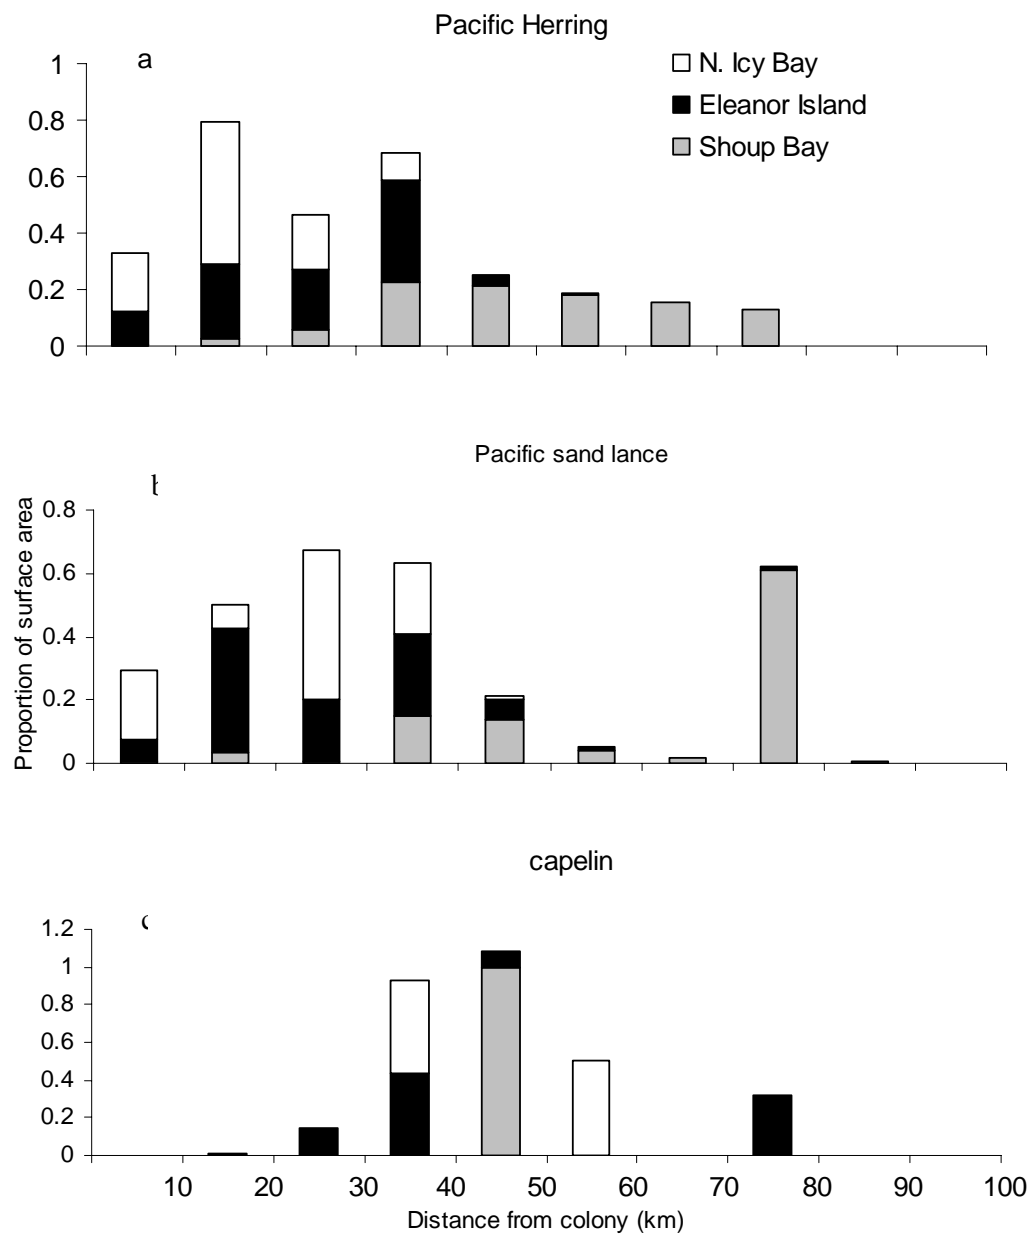 Pacific Herring
a
N. Icy Bay
Eleanor Island
Shoup Bay
1
0.8
0.6
0.4
0.2
0
Pacific sand lance
b
0.8
0.6
0.4
0.2
0
Proportion of surface area
capelin
c
1.2
1
0.8
0.6
0.4
0.2
0
10 20 30 40 50 60 70 80 90 100
Distance from colony (km)